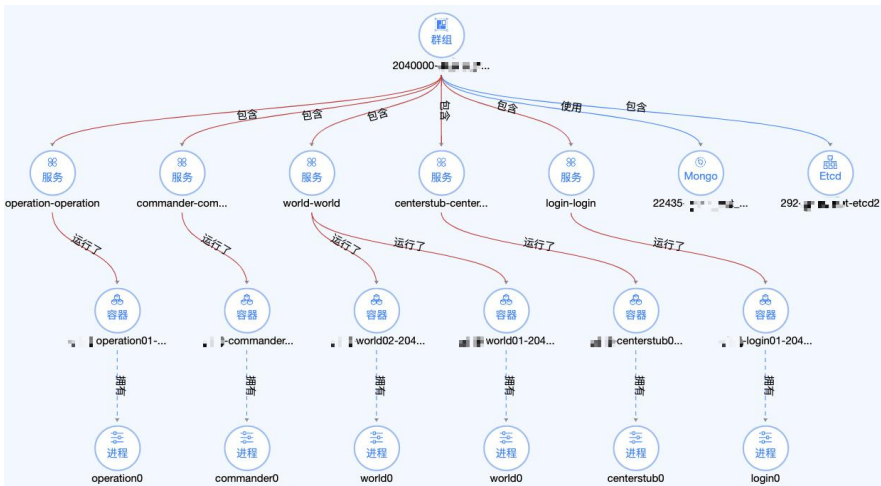 群组
2040000-
包含
包含
包含
包含
包含
使用
包含
服务
服务
服务
服务
服务
Mongo
Etcd
operation-operation
commander-com...
world-world
centerstub-center...
login-login
22435-
292-
t-etcd2
运行了
运行了
运行了
运行了
运行了
运行了
容器
容器
容器
容器
容器
容器
operation01-...
-commander...
world02-204...
world01-204...
-centerstub0...
-login01-204...
拥有
拥有
拥有
拥有
拥有
拥有
进程
进程
进程
进程
进程
进程
operation0
commander0
world0
world0
centerstub0
login0